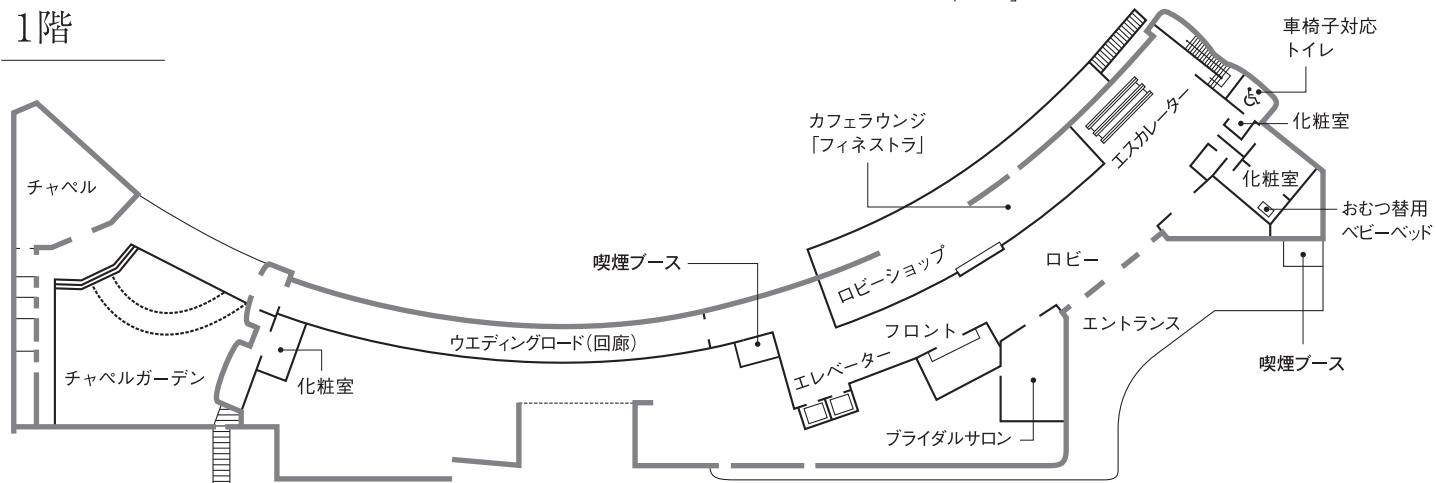 1階
車椅子対応
トイレ
化粧室
カフェラウンジ
「フィネストラ」
エスカレーター
化粧室
おむつ替用
ベビーベッド
チャペル
喫煙ブース
ロビーショップ
ロビー
エントランス
フロント
ウエディングロード(回廊)
エレベーター
喫煙ブース
チャペルガーデン
化粧室
ブライダルサロン